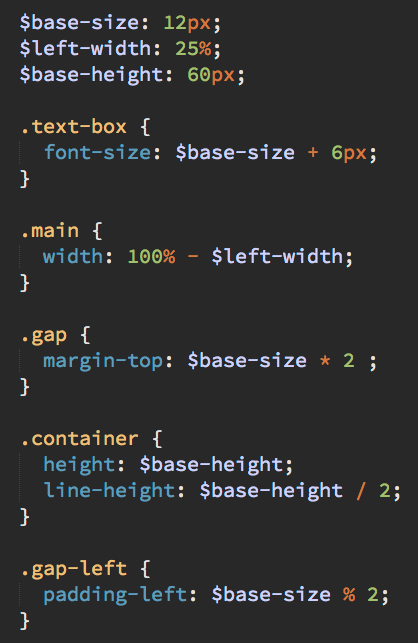 $base-size: 12px;
$left-width: 25%;
$base-height: 60px;

.text-box {
  font-size: $base-size + 6px;
}

.main {
  width: 100% - $left-width;
}

.gap {
  margin-top: $base-size * 2 ;
}

.container {
  height: $base-height;
  line-height: $base-height / 2;
}

.gap-left {
  padding-left: $base-size % 2;
}